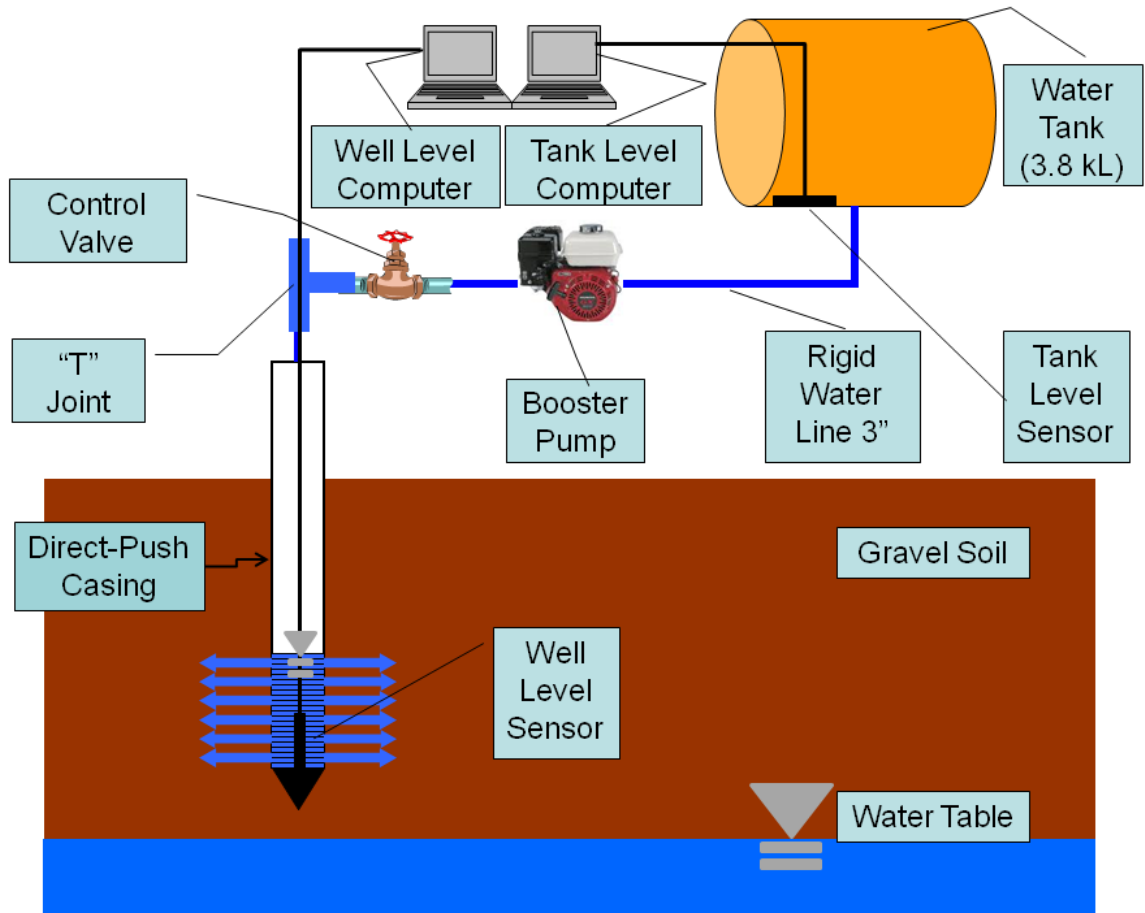 Water
Tank
(3.8 kL)
Well Level
Computer
Tank Level
Computer
Control
Valve
“T”
Joint
Booster
Pump
Rigid
Water
Line 3”
Tank
Level
Sensor
Direct-Push
Casing
Gravel Soil
Well
Level
Sensor
Water Table